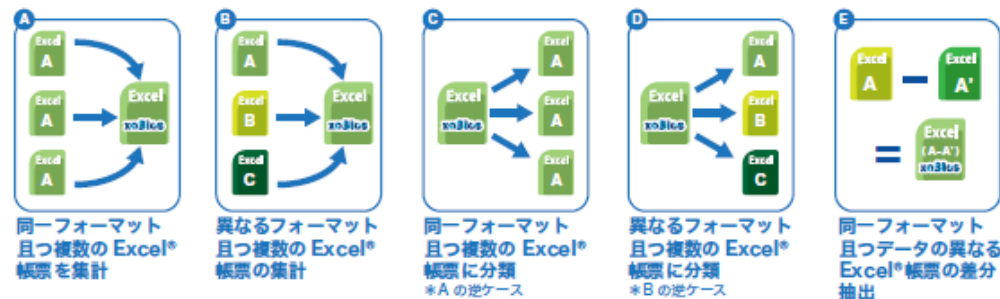 A
Excel
A
Excel
A
Excel
A
Excel
xoBlos
同一フォーマット
且つ複数の Excel®
帳票を集計
B
Excel
A
Excel
B
Excel
C
Excel
xoBlos
異なるフォーマット
且つ複数の Excel®
帳票の集計
C
Excel
xoBlos
Excel
A
Excel
A
Excel
A
同一フォーマット
且つ複数の Excel®
帳票に分類
*A の逆ケース
D
Excel
xoBlos
Excel
A
Excel
B
Excel
C
異なるフォーマット
且つ複数の Excel®
帳票に分類
*B の逆ケース
E
Excel
A
−
Excel
A'
=
Excel
(A-A')
xoBlos
同一フォーマット
且つデータの異なる
Excel®帳票の差分
抽出